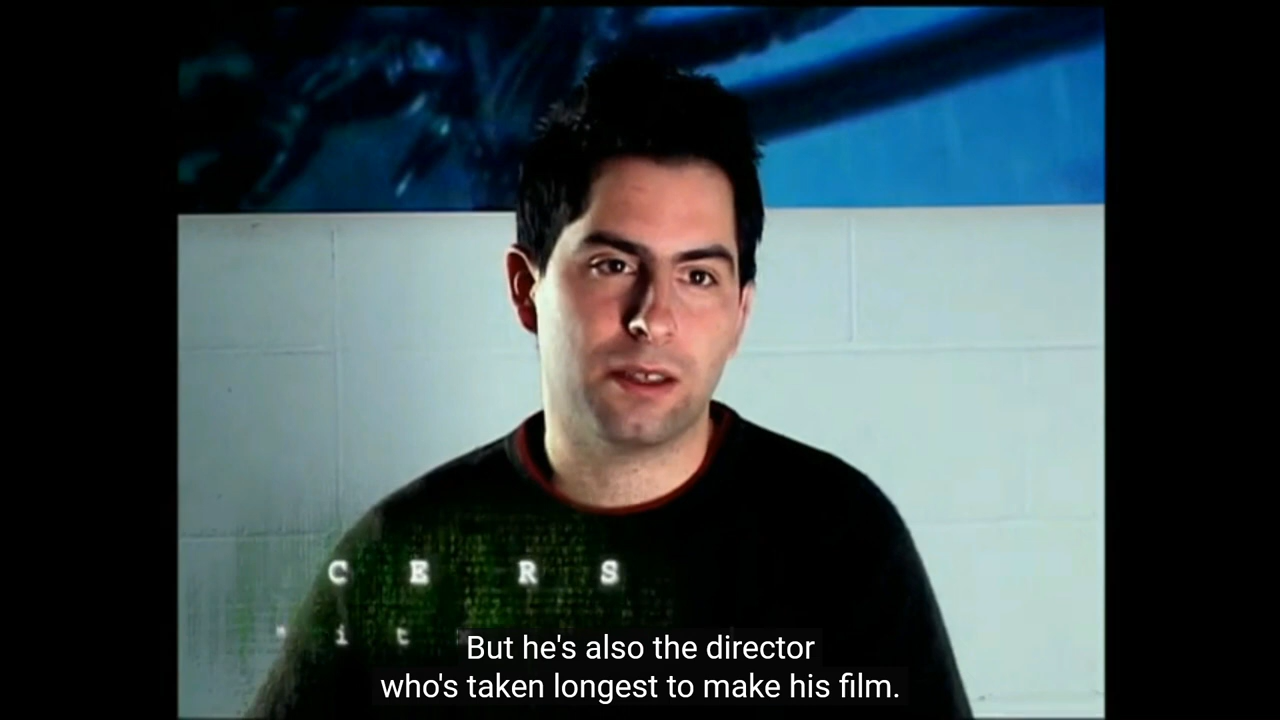 C E R S
i t
But he's also the director
who's taken longest to make his film.